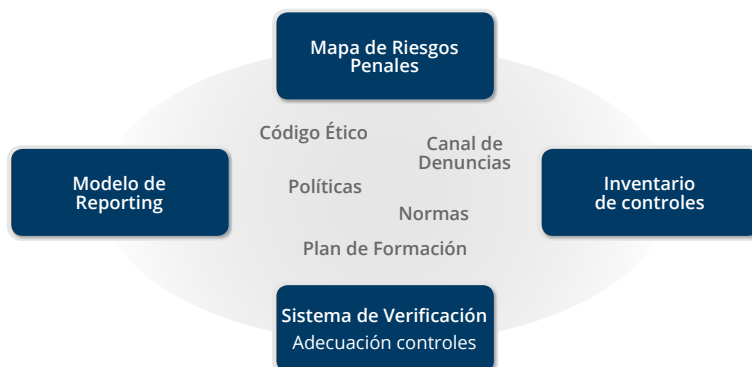 Mapa de Riesgos
Penales
Código Ético
Canal de
Denuncias
Modelo de
Reporting
Políticas
Inventario
de controles
Normas
Plan de Formación
Sistema de Verificación
Adecuación controles